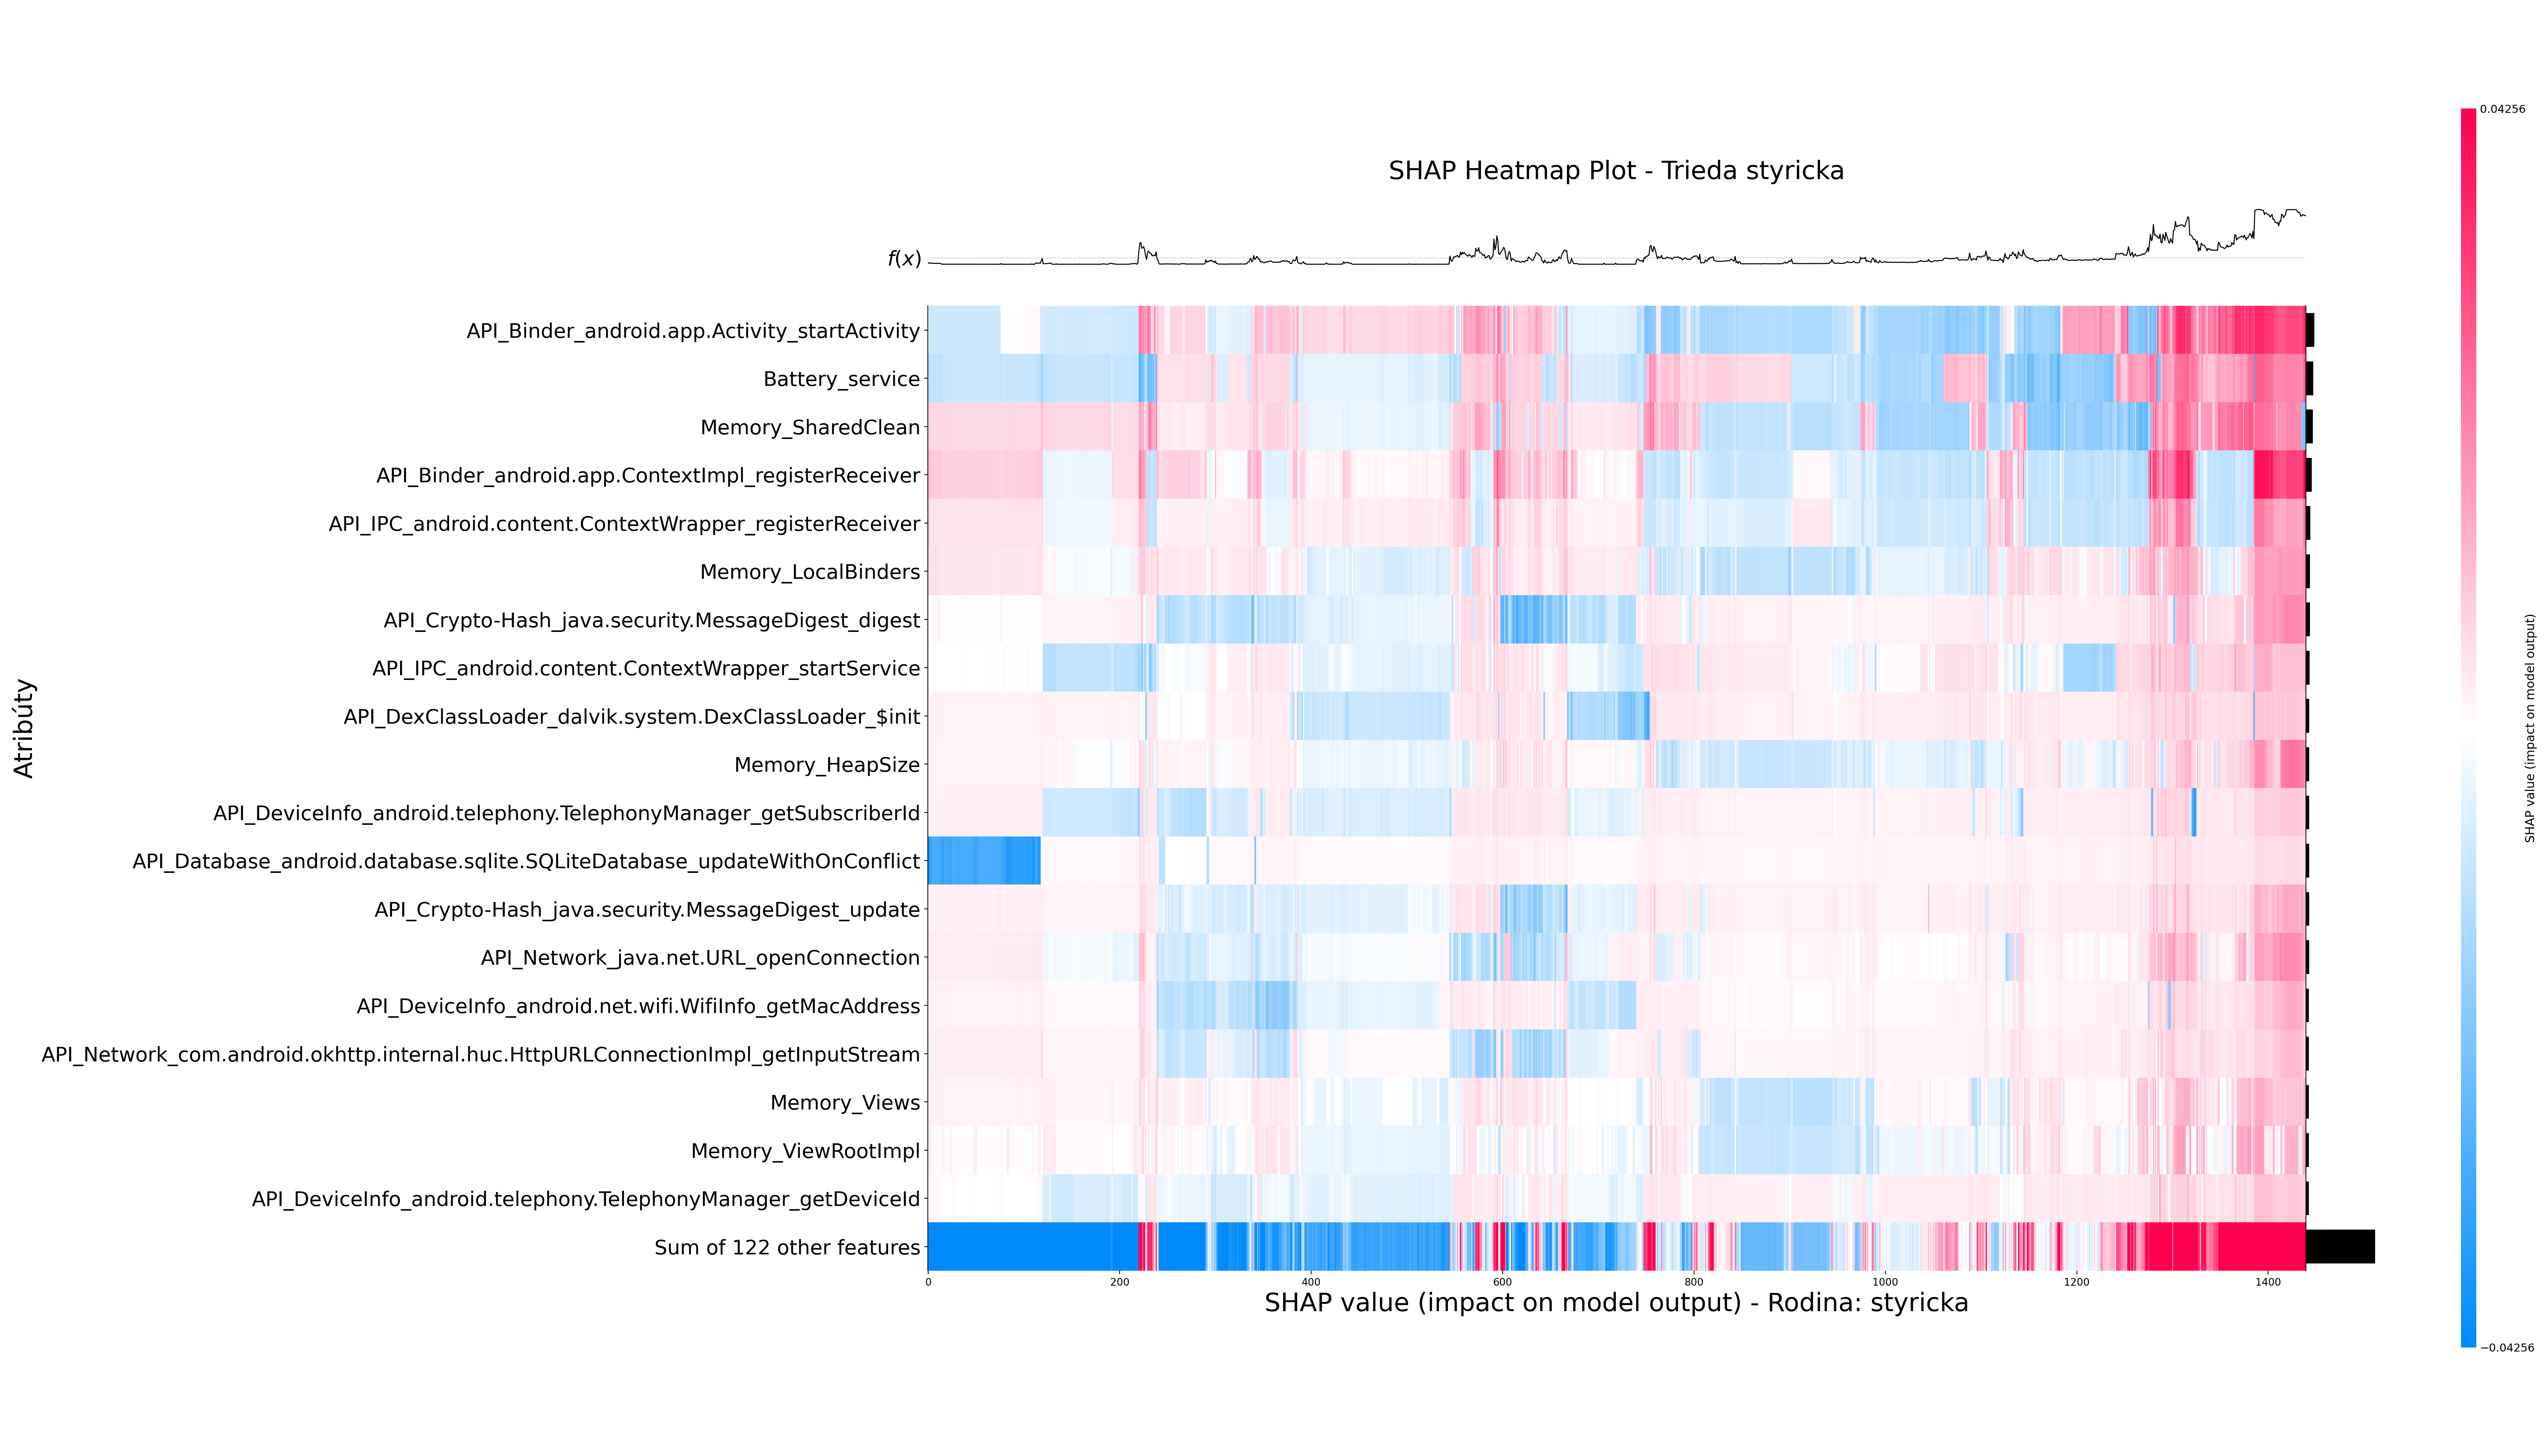 0.04256
SHAP Heatmap Plot - Trieda styricka
f(x)
API_Binder_android.app.Activity_startActivity
Battery_service
Memory_SharedClean
API_Binder_android.app.ContextImpl_registerReceiver
API_IPC_android.content.ContextWrapper_registerReceiver
Memory_LocalBinders
API_Crypto-Hash_java.security.MessageDigest_digest
API_IPC_android.content.ContextWrapper_startService
API_DexClassLoader_dalvik.system.DexClassLoader_$init
Memory_HeapSize
API_DeviceInfo_android.telephony.TelephonyManager_getSubscriberId
API_Database_android.database.sqlite.SQLiteDatabase_updateWithOnConflict
API_Crypto-Hash_java.security.MessageDigest_update
API_Network_java.net.URL_openConnection
API_DeviceInfo_android.net.wifi.WifiInfo_getMacAddress
API_Network_com.android.okhttp.internal.huc.HttpURLConnectionImpl_getInputStream
Memory_Views
Memory_ViewRootImpl
API_DeviceInfo_android.telephony.TelephonyManager_getDeviceId
Sum of 122 other features
Atribúty
0 200 400 600 800 1000 1200 1400
SHAP value (impact on model output) - Rodina: styricka
SHAP value (impact on model output)
−0.04256